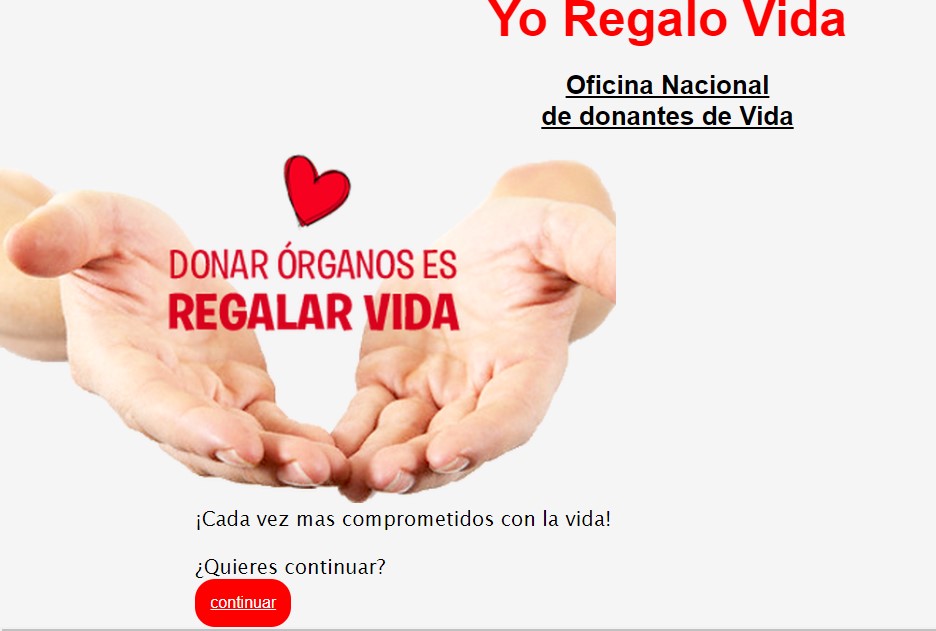 Yo Regalo Vida
Oficina Nacional
de donantes de Vida
DONAR ÓRGANOS ES
REGALAR VIDA
¡Cada vez mas comprometidos con la vida!
¿Quieres continuar?
continuar